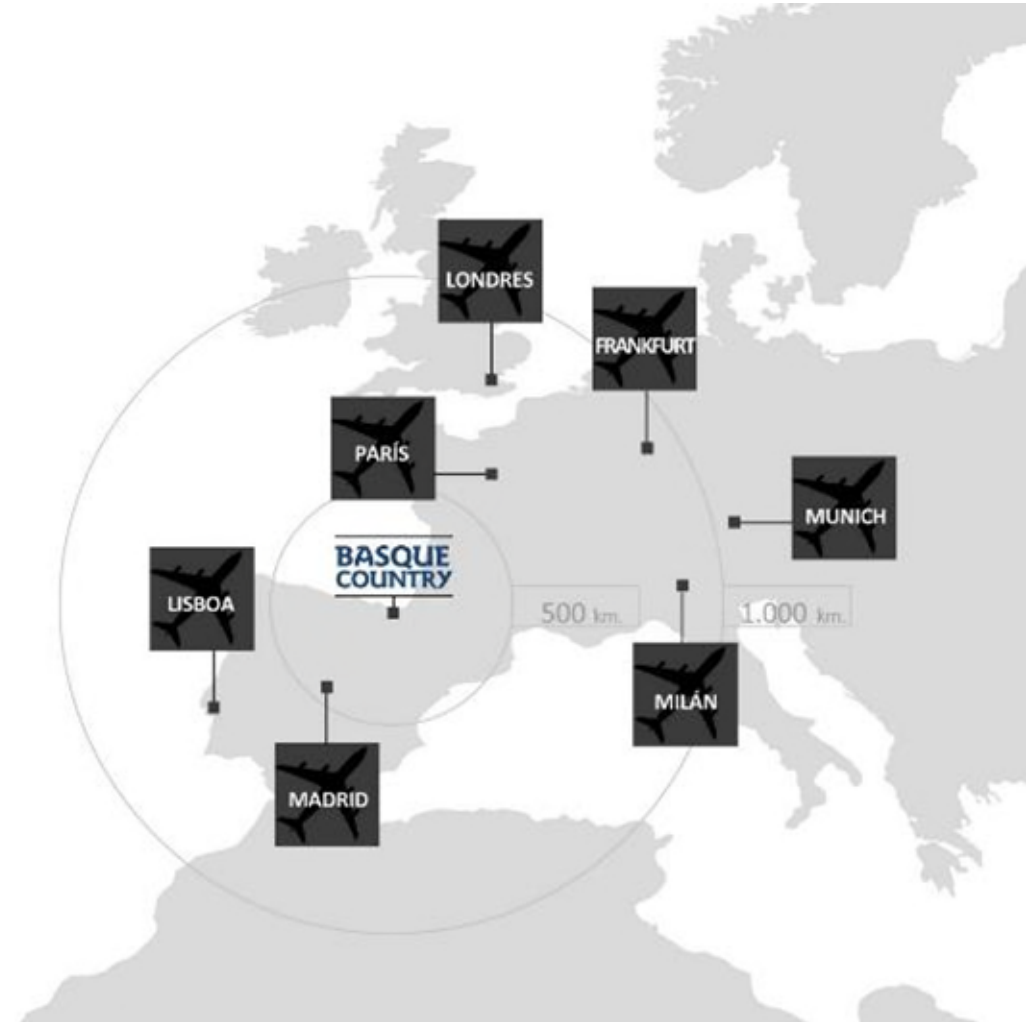 LONDRES
FRANKFURT
PARÍS
MUNICH
BASQUE
COUNTRY
LISBOA
500 km.
1.000 km.
MILÁN
MADRID